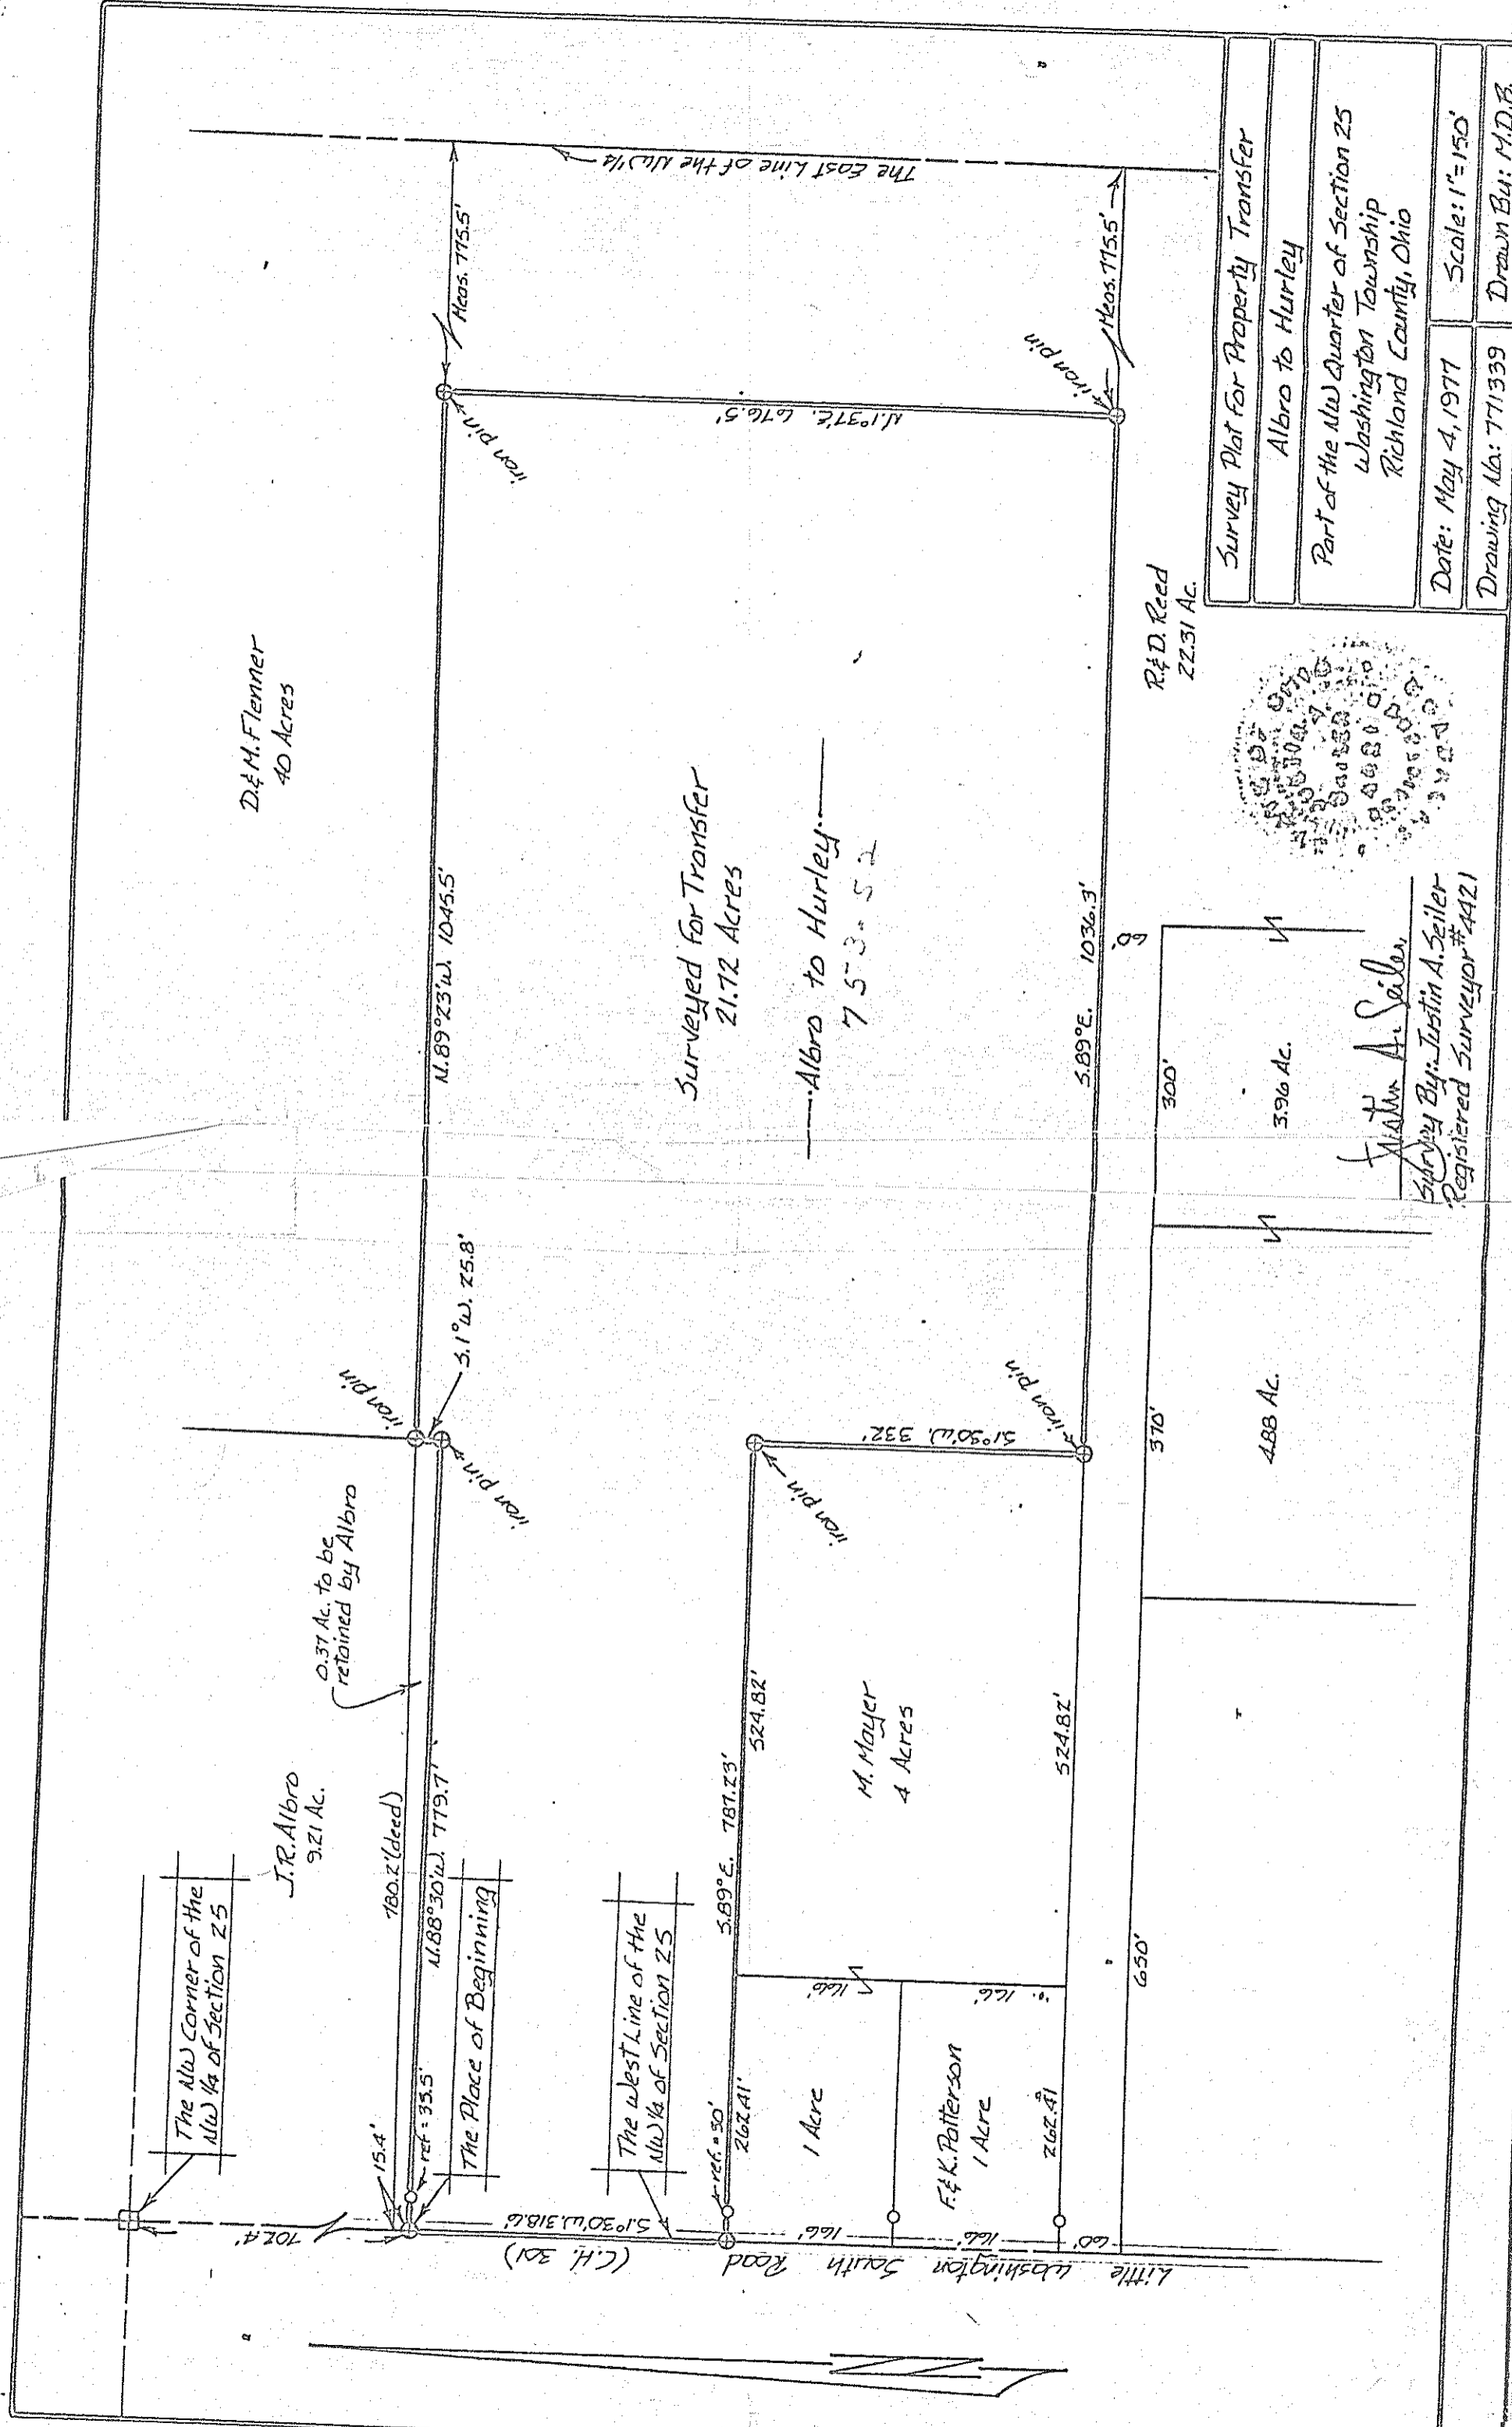 The NW Corner of the
NW ¼ of Section 25
J.R. Albro
9.21 Ac.
0.37 Ac. to be
retained by Albro
D.&M. Flenner
40 Acres
702.4'
15.4'
780.2' (deed)
N.88°30'W. 779.7'
ref = 33.5'
The Place of Beginning
iron pin
S.1°W. 25.8'
iron pin
N.89°23'W. 1045.5'
iron pin
Meas. 775.5'
The East Line of the NW ¼
S.1°30'W. 318.6'
(C.H. 301)
The West Line of the
NW ¼ of Section 25
Surveyed For Transfer
21.72 Acres
Albro to Hurley
N.1°37'E. 676.5'
ref. = 30'
S.89°E. 787.23'
262.41'
524.82'
iron pin
S.1°30'W. 332'
166'
166'
1 Acre
M. Mayer
4 Acres
166'
166'
F.&K. Patterson
1 Acre
262.41
524.82'
iron pin
S.89°E. 1036.3'
iron pin
Meas. 775.5'
Little Washington South Road
60'
650'
370'
300'
60'
4.88 Ac.
3.96 Ac.
R.&D. Reed
22.31 Ac.
Justin A. Seiler
Survey By: Justin A. Seiler
Registered Surveyor #4421
Survey Plat For Property Transfer
Albro to Hurley
Part of the NW Quarter of Section 25
Washington Township
Richland County, Ohio
Date: May 4, 1977
Scale: 1"=150'
Drawing No.: 771339
Drawn By: M.D.B.